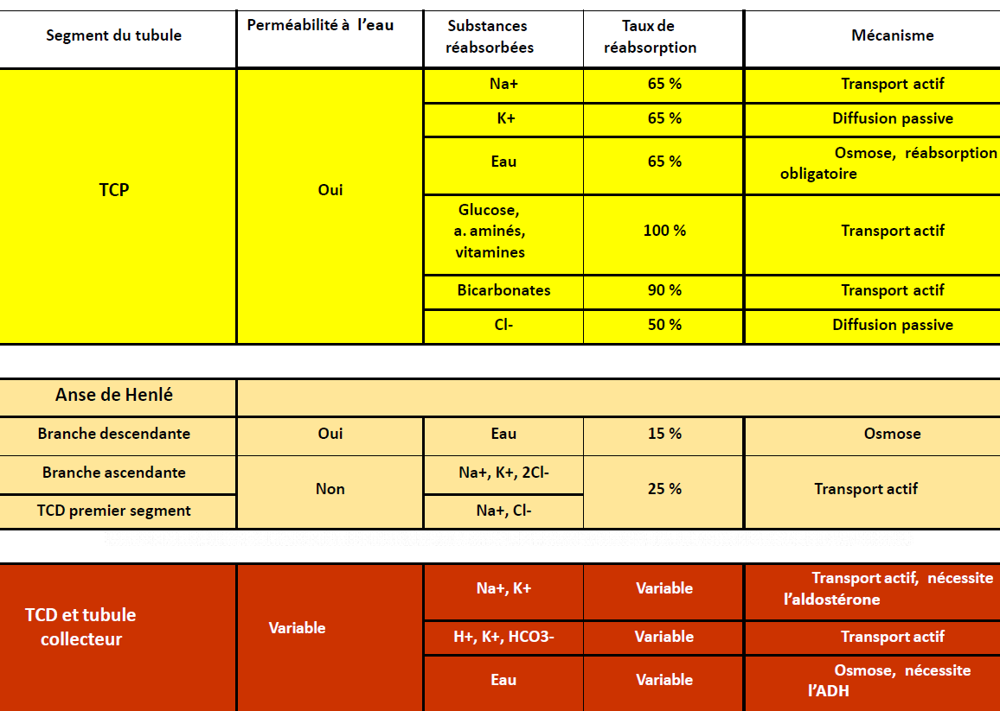 Segment du tubule
Perméabilité à l’eau
Substances
réabsorbées
Taux de
réabsorption
Mécanisme
TCP
Oui
Na+
65 %
Transport actif
K+
65 %
Diffusion passive
Eau
65 %
Osmose, réabsorption
obligatoire
Glucose,
a. aminés,
vitamines
100 %
Transport actif
Bicarbonates
90 %
Transport actif
Cl-
50 %
Diffusion passive
Anse de Henlé
Branche descendante
Oui
Eau
15 %
Osmose
Branche ascendante
Non
Na+, K+, 2Cl-
25 %
Transport actif
TCD premier segment
Na+, Cl-
TCD et tubule
collecteur
Variable
Na+, K+
Variable
Transport actif, nécessite
l’aldostérone
H+, K+, HCO3-
Variable
Transport actif
Eau
Variable
Osmose, nécessite
l’ADH